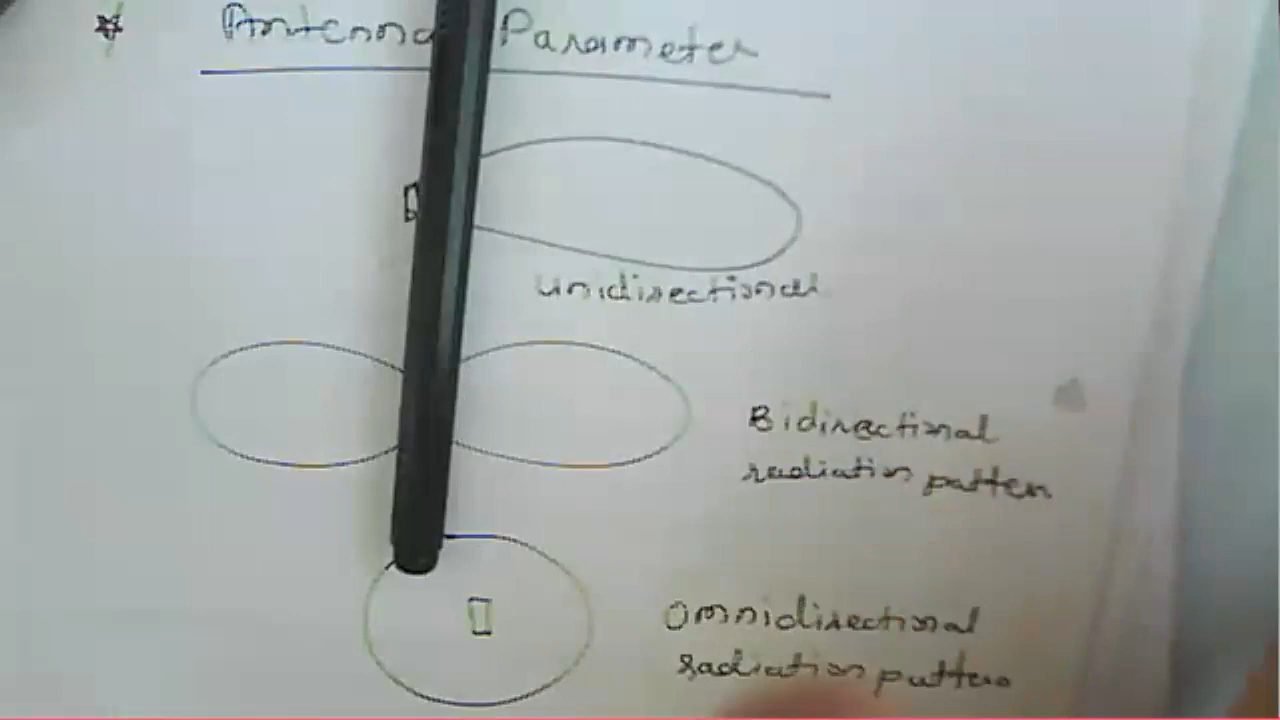 Antenna Parameter
unidirectional
Bidirectional
radiation pattern
Omnidirectional
radiation pattern